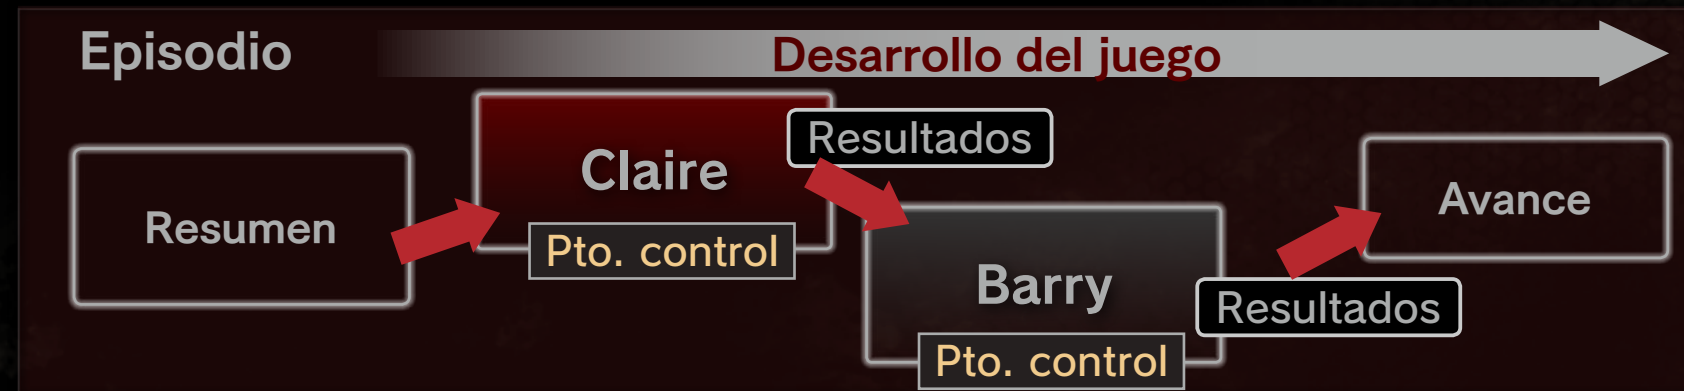 Episodio
Desarrollo del juego
Resumen
Claire
Pto. control
Resultados
Barry
Pto. control
Resultados
Avance